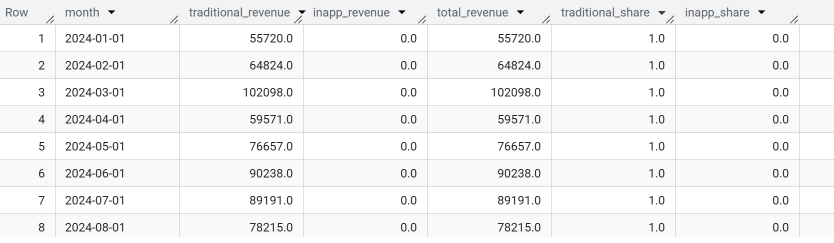 Row month traditional_revenue inapp_revenue total_revenue traditional_share inapp_share
1 2024-01-01 55720.0 0.0 55720.0 1.0 0.0
2 2024-02-01 64824.0 0.0 64824.0 1.0 0.0
3 2024-03-01 102098.0 0.0 102098.0 1.0 0.0
4 2024-04-01 59571.0 0.0 59571.0 1.0 0.0
5 2024-05-01 76657.0 0.0 76657.0 1.0 0.0
6 2024-06-01 90238.0 0.0 90238.0 1.0 0.0
7 2024-07-01 89191.0 0.0 89191.0 1.0 0.0
8 2024-08-01 78215.0 0.0 78215.0 1.0 0.0